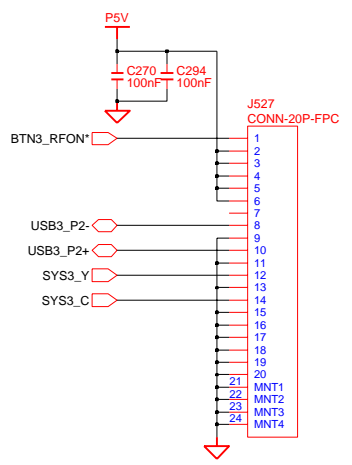 P5V
C270 C294
100nF 100nF
J527
CONN-20P-FPC
BTN3_RFON* 1
2
3
4
5
6
7
USB3_P2- 8
9
USB3_P2+ 10
11
SYS3_Y 12
13
SYS3_C 14
15
16
17
18
19
20
21 MNT1
22 MNT2
23 MNT3
24 MNT4